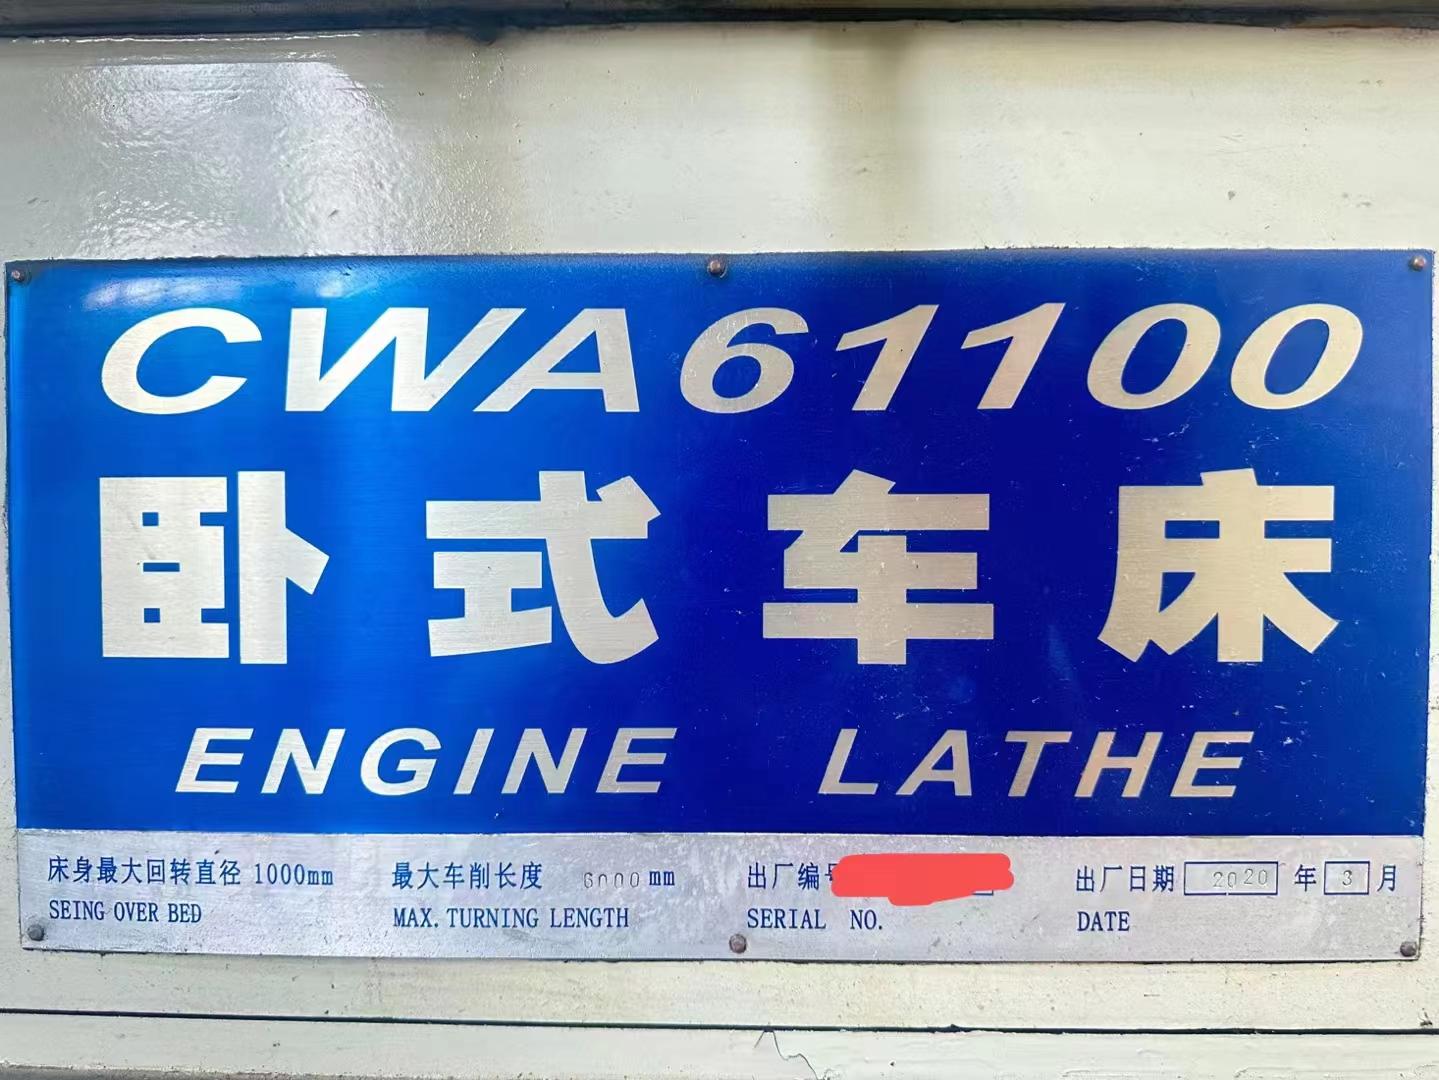 CWA61100
卧式车床
ENGINE LATHE
床身最大回转直径 1000mm 最大车削长度 6000 mm 出厂编号 出厂日期 2020 年 3 月
SEING OVER BED MAX. TURNING LENGTH SERIAL NO. DATE